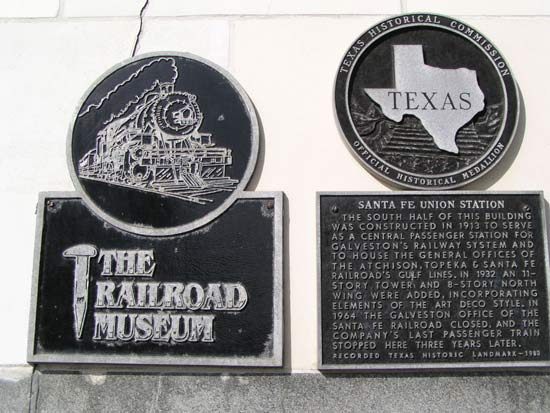 THE
RAILROAD
MUSEUM
TEXAS HISTORICAL COMMISSION
TEXAS
OFFICIAL HISTORICAL MEDALLION
SANTA FE UNION STATION
THE SOUTH HALF OF THIS BUILDING
WAS CONSTRUCTED IN 1913 TO SERVE
AS A CENTRAL PASSENGER STATION FOR
GALVESTON'S RAILWAY SYSTEM AND
TO HOUSE THE GENERAL OFFICES OF
THE ATCHISON, TOPEKA & SANTA FE
RAILROAD'S GULF LINES. IN 1932 AN 11-
STORY TOWER AND 8-STORY NORTH
WING WERE ADDED, INCORPORATING
ELEMENTS OF THE ART DECO STYLE. IN
1964 THE GALVESTON OFFICE OF THE
SANTA FE RAILROAD CLOSED, AND THE
COMPANY'S LAST PASSENGER TRAIN
STOPPED HERE THREE YEARS LATER.
RECORDED TEXAS HISTORIC LANDMARK-1983